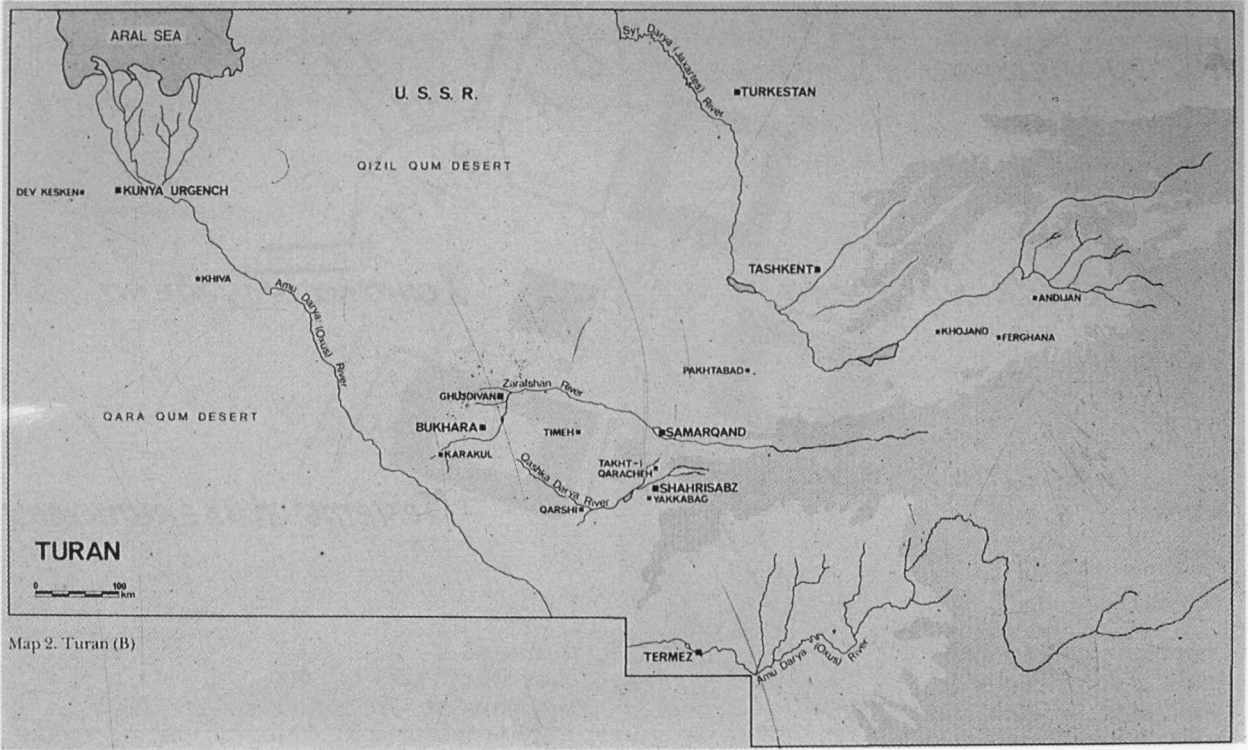 ARAL SEA
Syr Darya (Jaxartes) River
U. S. S. R.
TURKESTAN
QIZIL QUM DESERT
DEV KESKEN
KUNYA URGENCH
KHIVA
Amu Darya (Oxus) River
TASHKENT
ANDIJAN
KHOJAND
FERGHANA
PAKHTABAD
Zarafshan River
GHUJDIVAN
QARA QUM DESERT
BUKHARA
TIMEH
SAMARQAND
KARAKUL
Qashka Darya River
TAKHT-I
QARACHEH
SHAHRISABZ
YAKKABAG
QARSHI
TURAN
0 100
km
Map 2. Turan (B)
TERMEZ
Amu Darya (Oxus) River